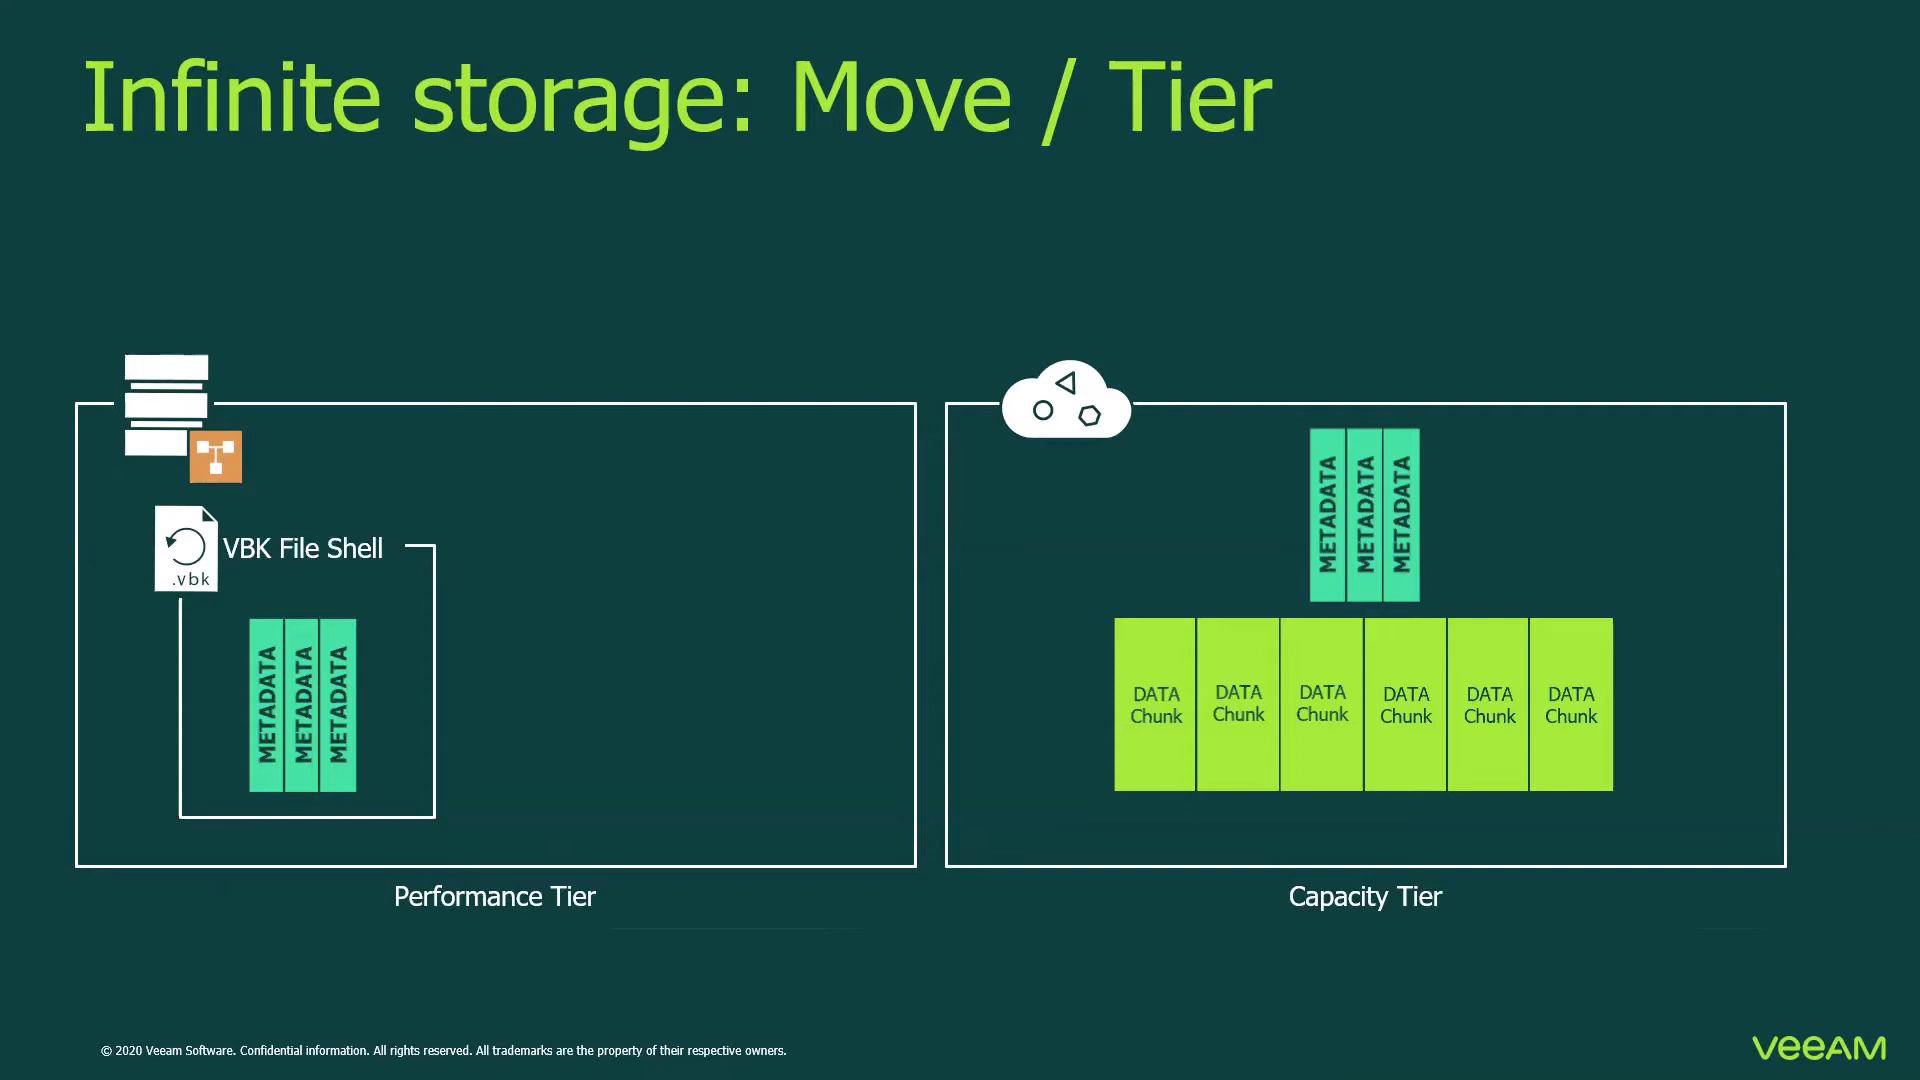 Infinite storage: Move / Tier
.vbk
VBK File Shell
METADATA
METADATA
METADATA
Performance Tier
METADATA
METADATA
METADATA
DATA
Chunk
DATA
Chunk
DATA
Chunk
DATA
Chunk
DATA
Chunk
DATA
Chunk
Capacity Tier
© 2020 Veeam Software. Confidential information. All rights reserved. All trademarks are the property of their respective owners.
veeAM